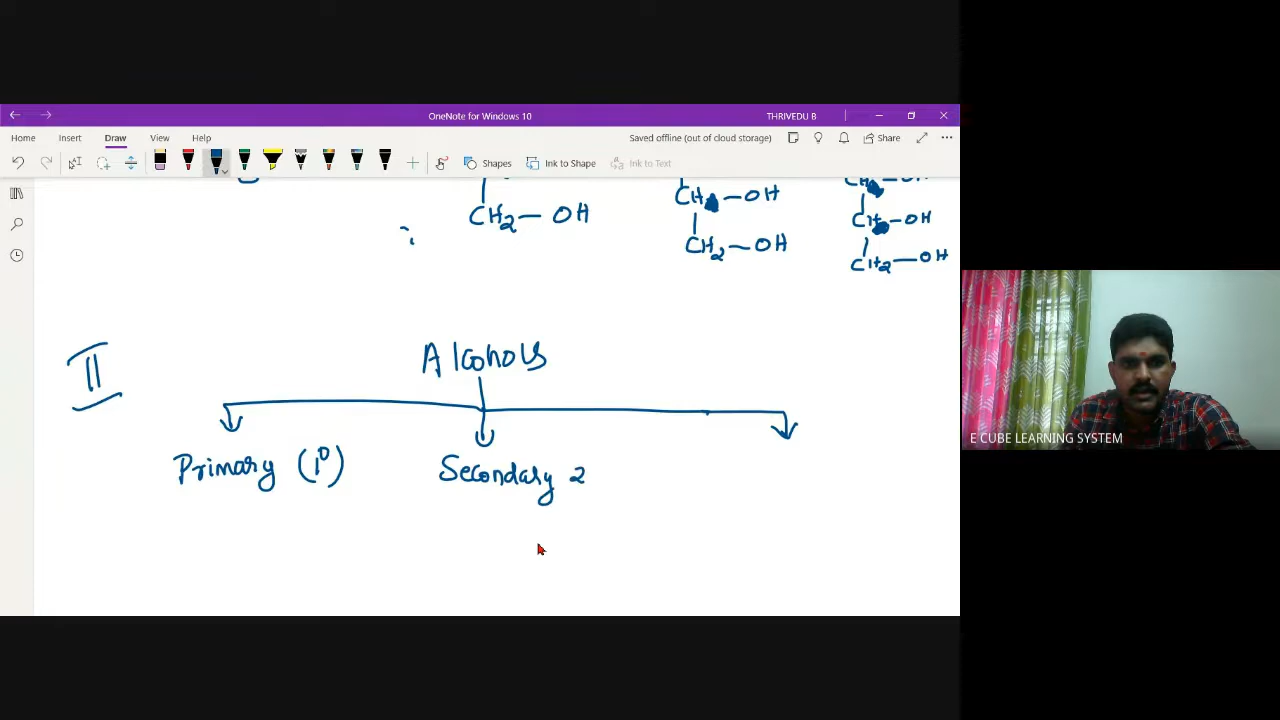 OneNote for Windows 10
THRIVEDU B
Home Insert Draw View Help
Saved offline (out of cloud storage)
Share
Shapes
Ink to Shape
Ink to Text
CH2 — OH
CH — OH
CH2 — OH
CH — OH
CH2 — OH
II
Alcohols
Primary (1⁰)
Secondary 2
E CUBE LEARNING SYSTEM